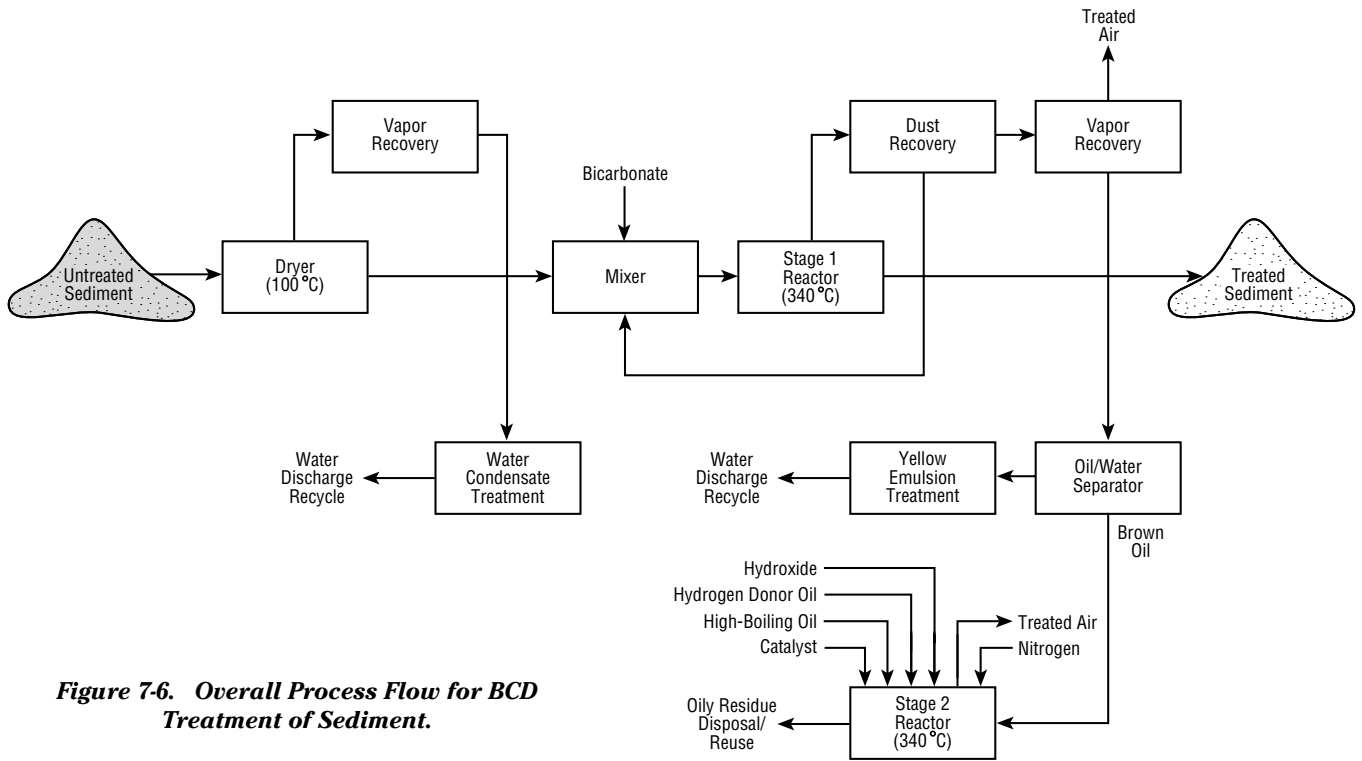 Treated
Air
Vapor
Recovery
Dust
Recovery
Vapor
Recovery
Bicarbonate
Untreated
Sediment
Dryer
(100°C)
Mixer
Stage 1
Reactor
(340°C)
Treated
Sediment
Water
Discharge
Recycle
Water
Condensate
Treatment
Water
Discharge
Recycle
Yellow
Emulsion
Treatment
Oil/Water
Separator
Brown
Oil
Hydroxide
Hydrogen Donor Oil
High-Boiling Oil
Catalyst
Treated Air
Nitrogen
Oily Residue
Disposal/
Reuse
Stage 2
Reactor
(340°C)
Figure 7-6. Overall Process Flow for BCD
Treatment of Sediment.